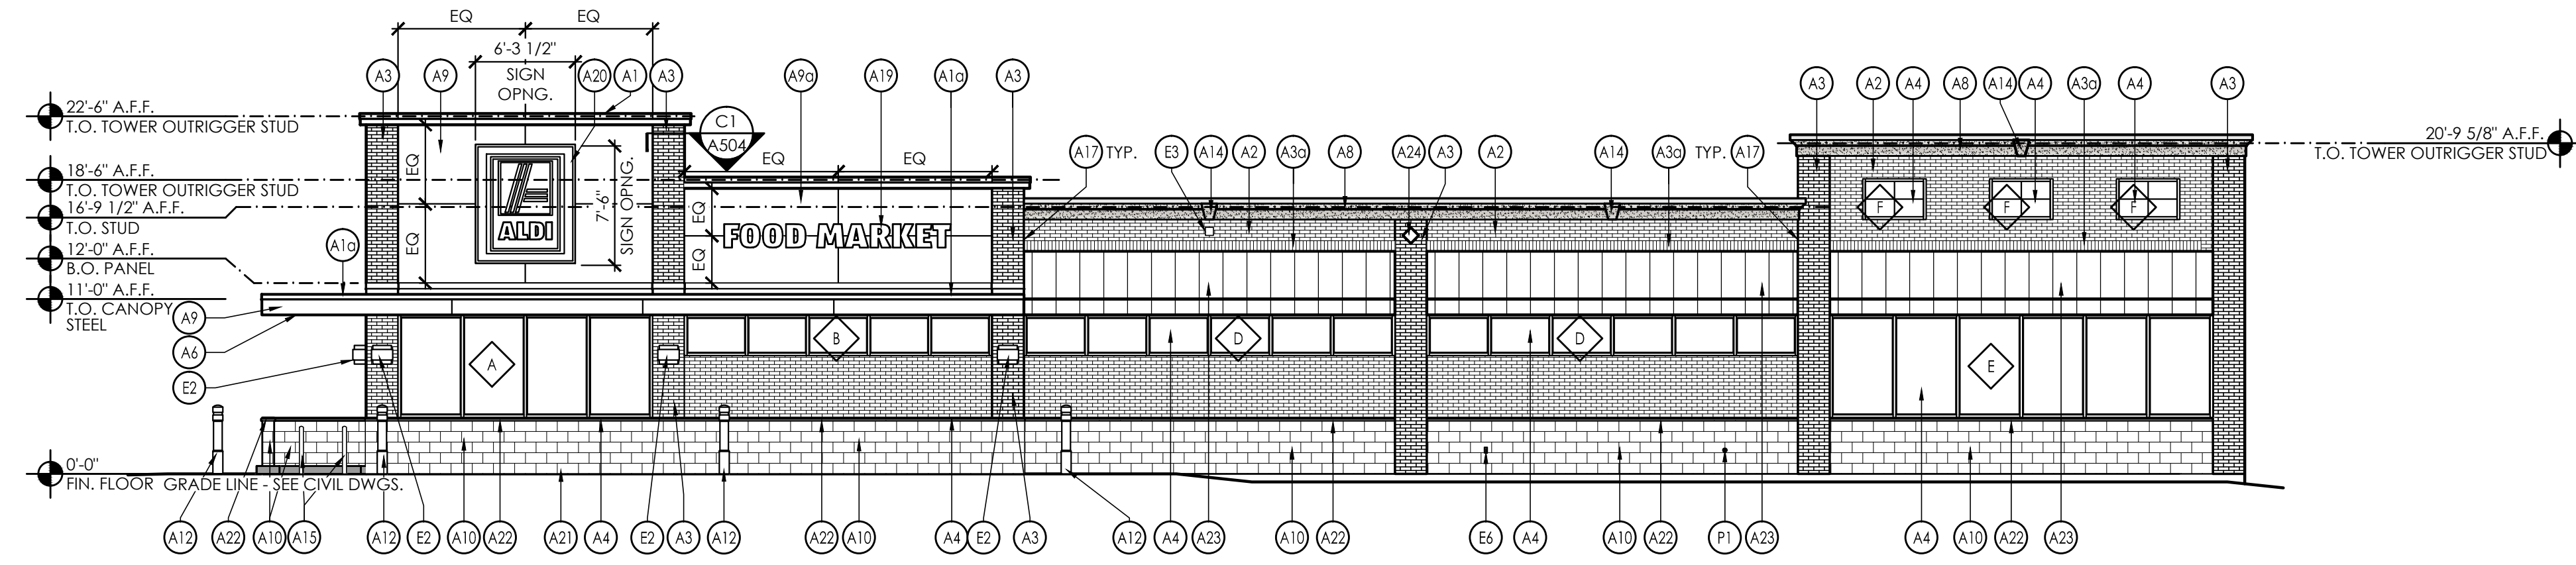 EQ EQ
6'-3 1/2"
SIGN
OPNG.
A3 A9 A20 A1 A3 A9a A19 A1a A3 A3 A2 A4 A8 A14 A4 A3a A4 A3
22'-6" A.F.F.
T.O. TOWER OUTRIGGER STUD
C1
A504
20'-9 5/8" A.F.F.
T.O. TOWER OUTRIGGER STUD
A17 TYP. E3 A14 A2 A3a A8 A24 A3 A2 A14 A3a TYP. A17
EQ EQ
18'-6" A.F.F.
T.O. TOWER OUTRIGGER STUD
16'-9 1/2" A.F.F.
T.O. STUD
EQ
EQ
7'-6"
SIGN OPNG.
EQ
EQ
ALDI
FOOD MARKET
F F F
A1a
12'-0" A.F.F.
B.O. PANEL
11'-0" A.F.F.
T.O. CANOPY
STEEL
A9
A6
E2
A B D D E
0'-0"
FIN. FLOOR GRADE LINE - SEE CIVIL DWGS.
A12 A22 A10 A15 A12 E2 A10 A22 A21 A4 E2 A3 A12 A22 A10 A4 E2 A3 A12 A4 A23 A10 A22 E6 A4 A10 A22 P1 A23 A4 A10 A22 A23